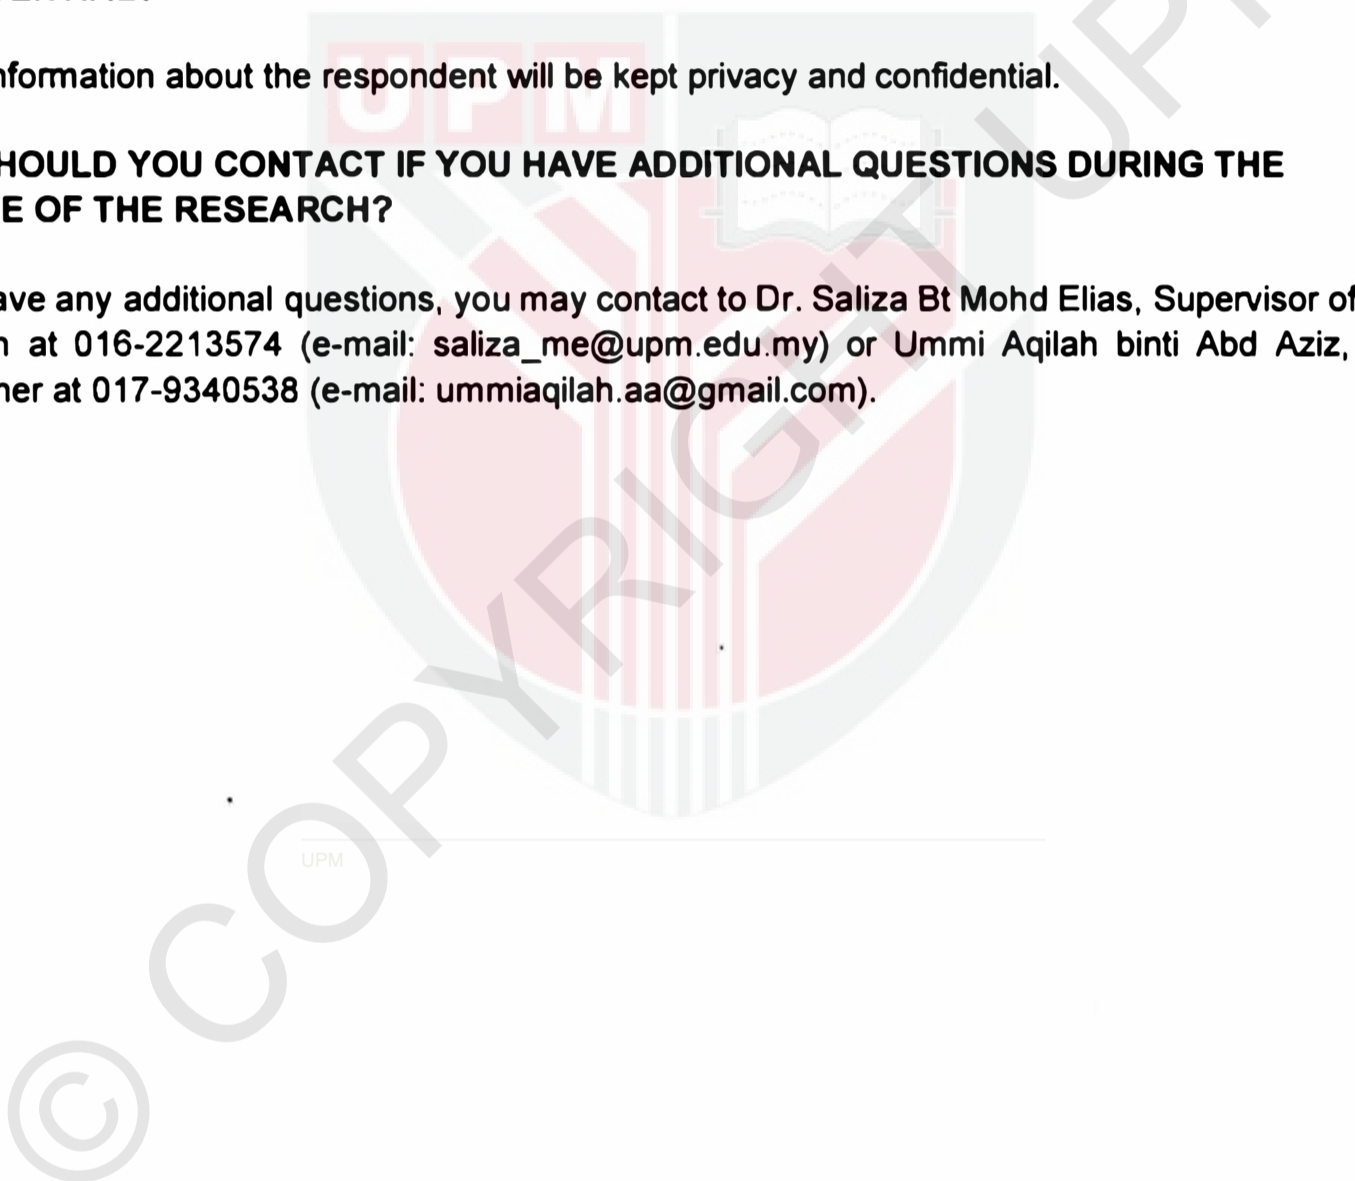 nformation about the respondent will be kept privacy and confidential.
HOULD YOU CONTACT IF YOU HAVE ADDITIONAL QUESTIONS DURING THE
E OF THE RESEARCH?
ave any additional questions, you may contact to Dr. Saliza Bt Mohd Elias, Supervisor of
n at 016-2213574 (e-mail: saliza_me@upm.edu.my) or Ummi Aqilah binti Abd Aziz,
ner at 017-9340538 (e-mail: ummiaqilah.aa@gmail.com).
UPM
UPM
© COPYRIGHT UP